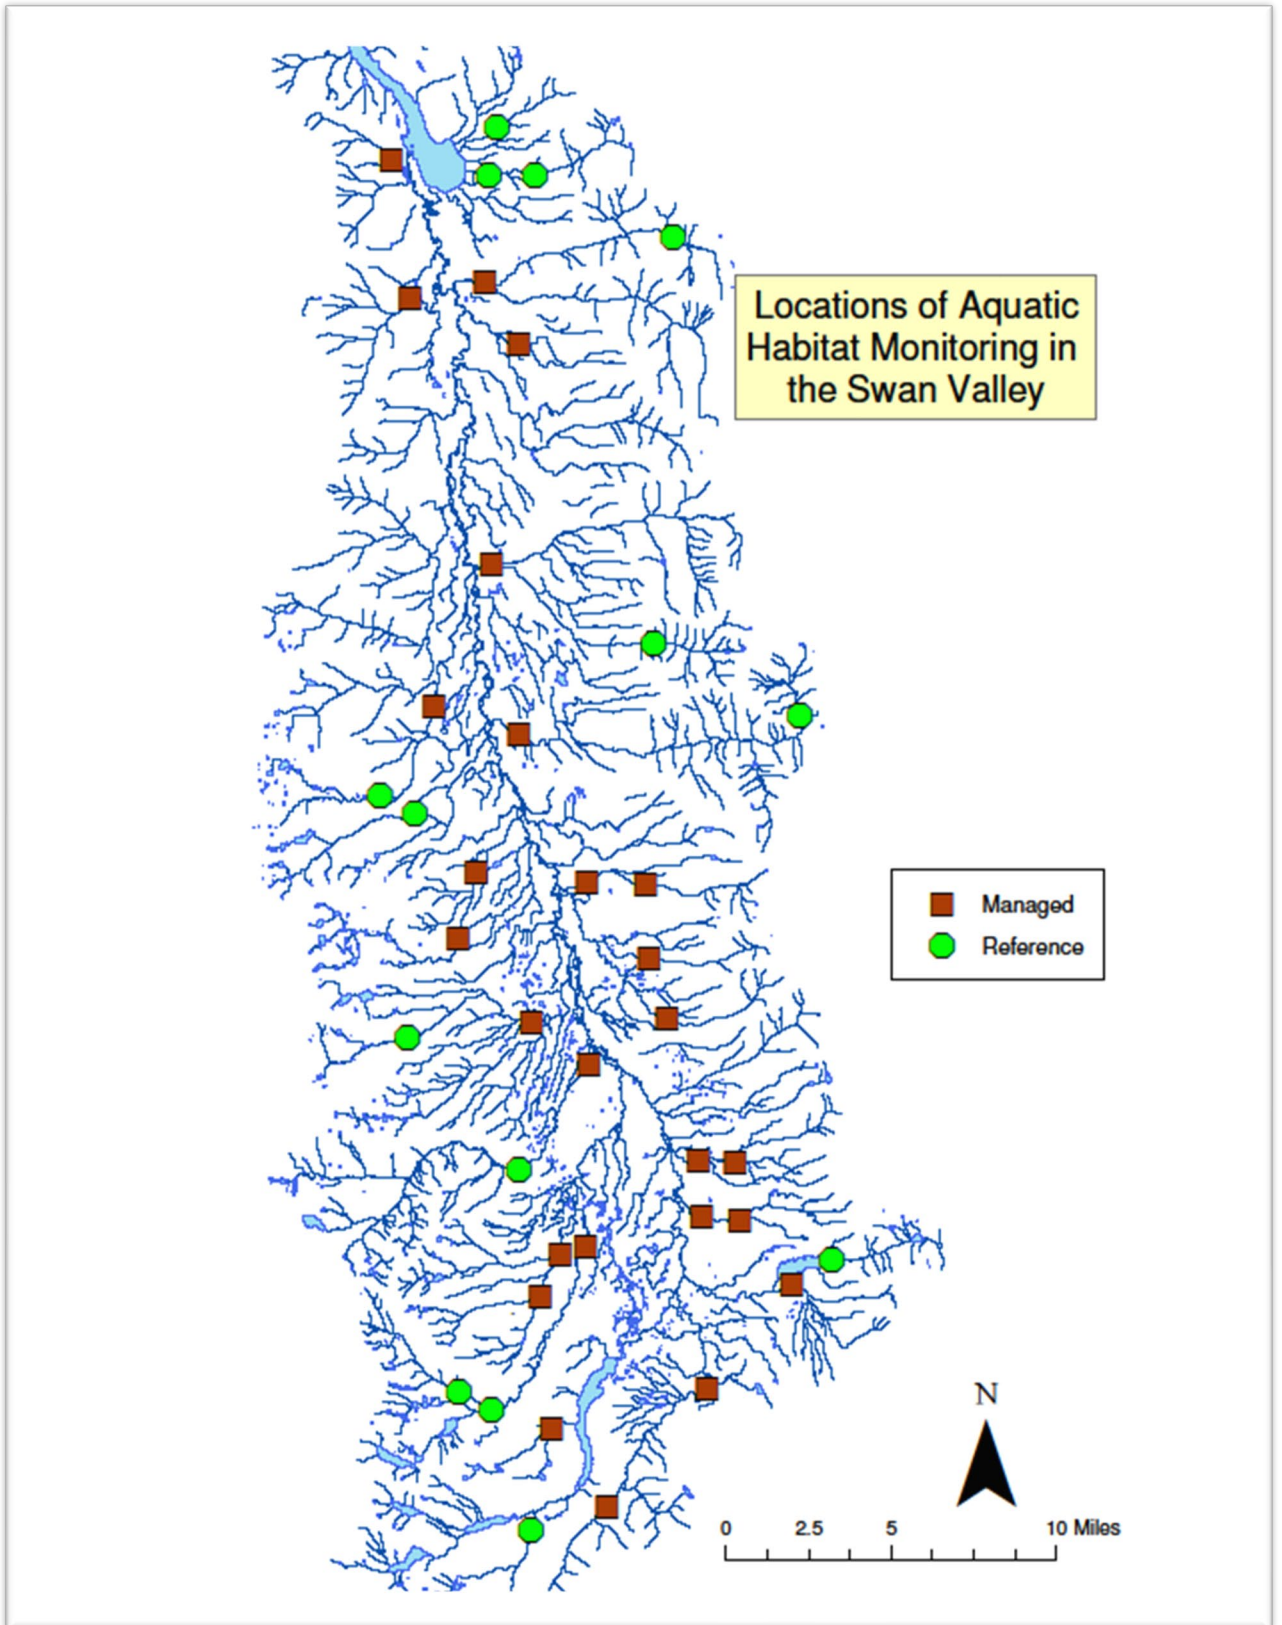 Locations of Aquatic
Habitat Monitoring in
the Swan Valley
Managed
Reference
N
0 2.5 5 10 Miles